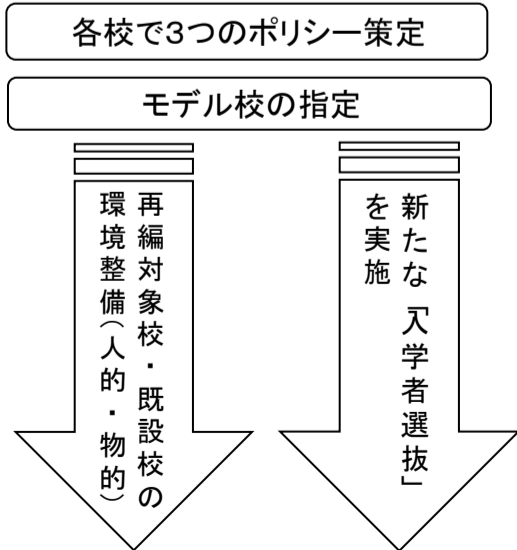 各校で3つのポリシー策定
モデル校の指定
再編対象校・既設校の
環境整備(人的・物的)
新たな「入学者選抜」
を実施